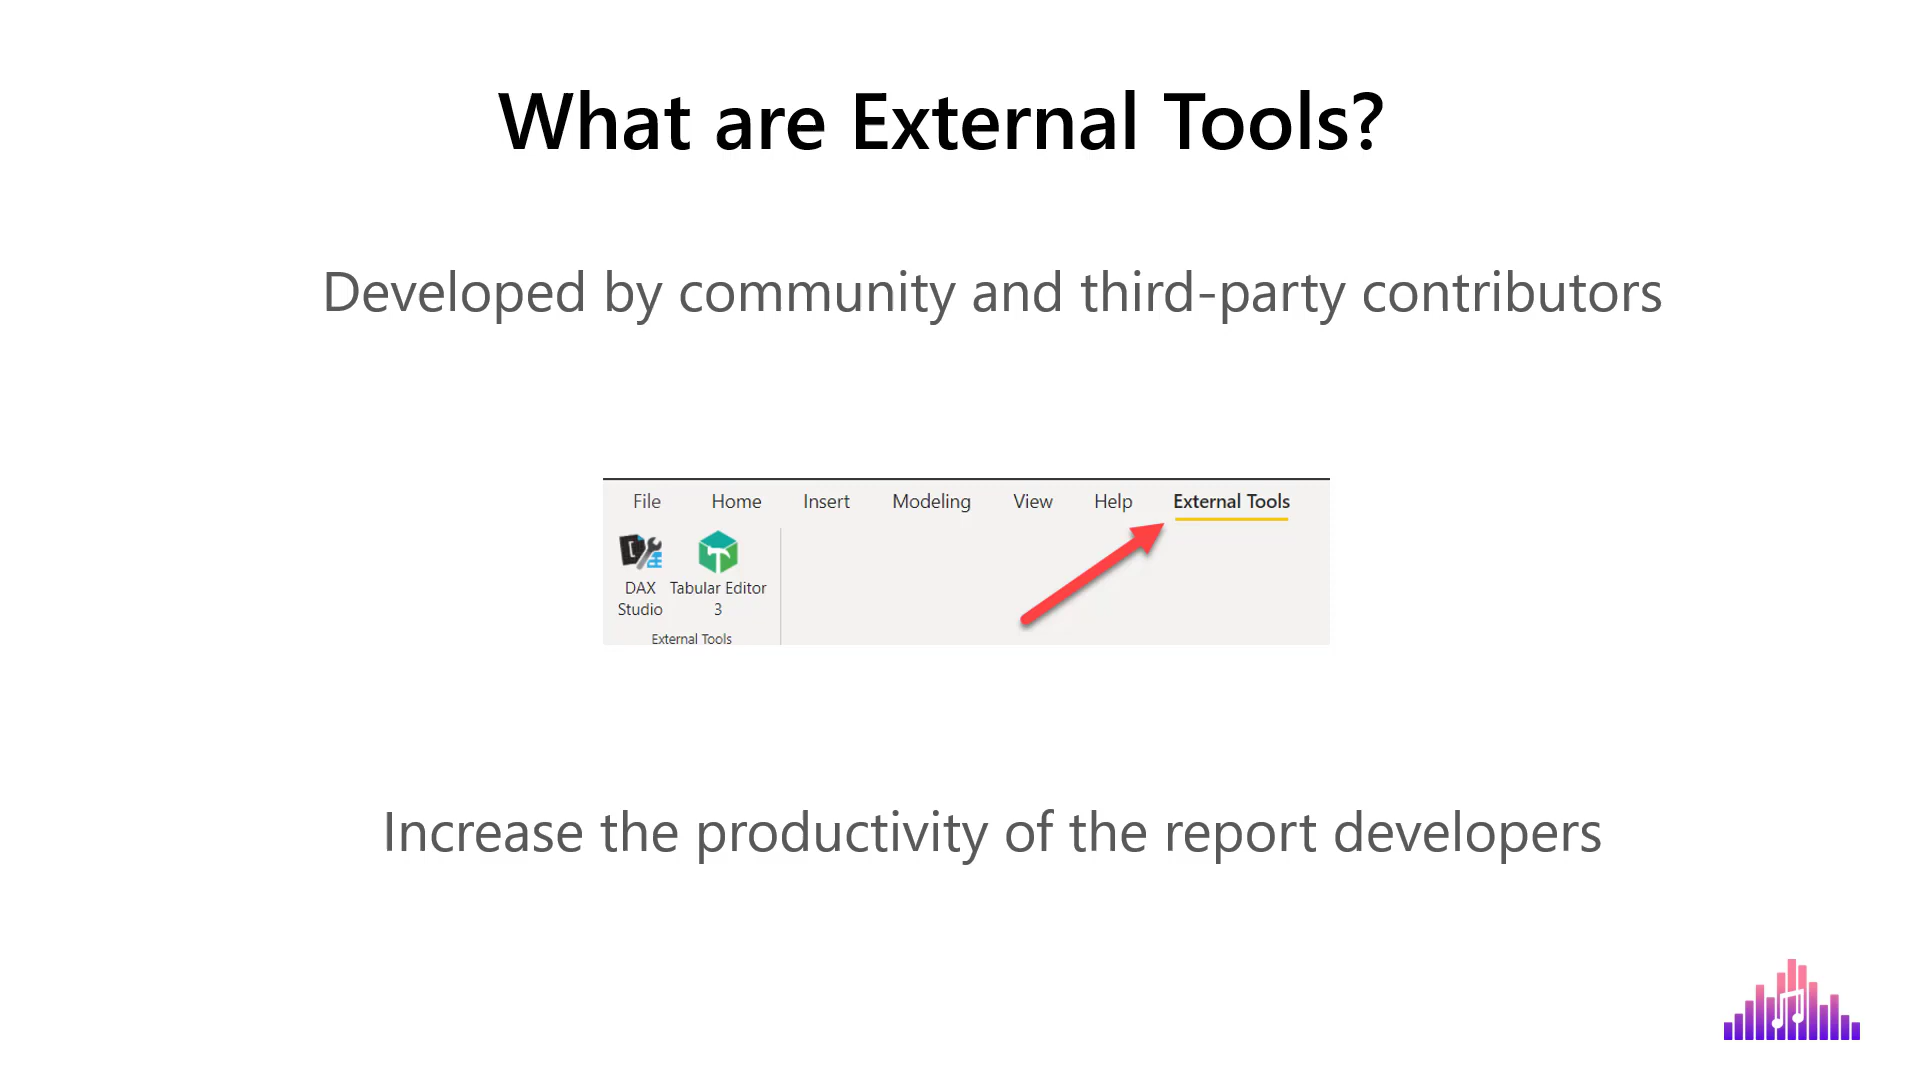 What are External Tools?
Developed by community and third-party contributors
File Home Insert Modeling View Help External Tools
DAX Tabular Editor
Studio 3
External Tools
Increase the productivity of the report developers